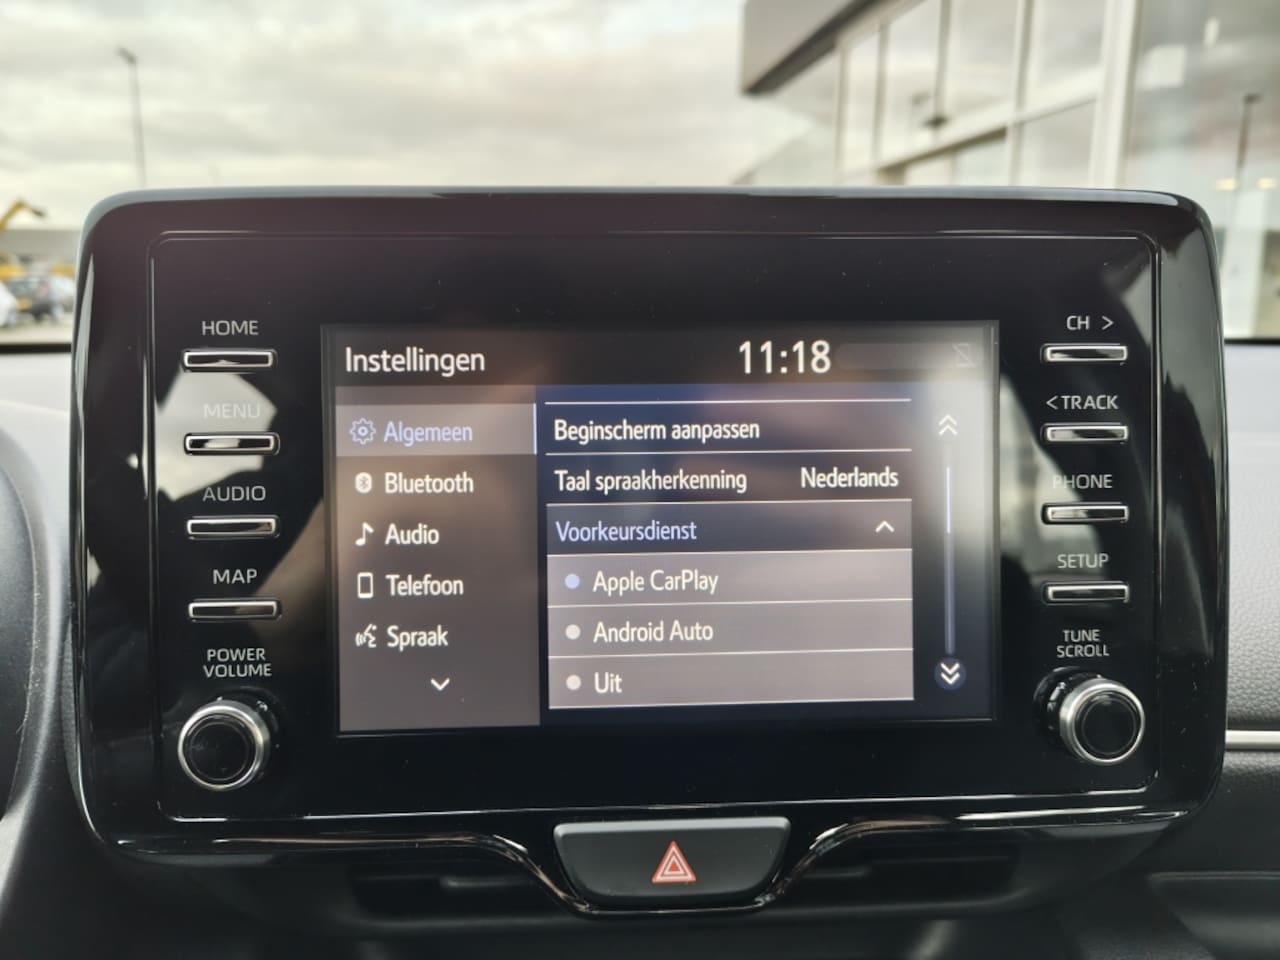 HOME
MENU
AUDIO
MAP
POWER
VOLUME
Instellingen
11:18
Algemeen
Bluetooth
Audio
Telefoon
Spraak
Beginscherm aanpassen
Taal spraakherkenning Nederlands
Voorkeursdienst
Apple CarPlay
Android Auto
Uit
CH >
< TRACK
PHONE
SETUP
TUNE
SCROLL